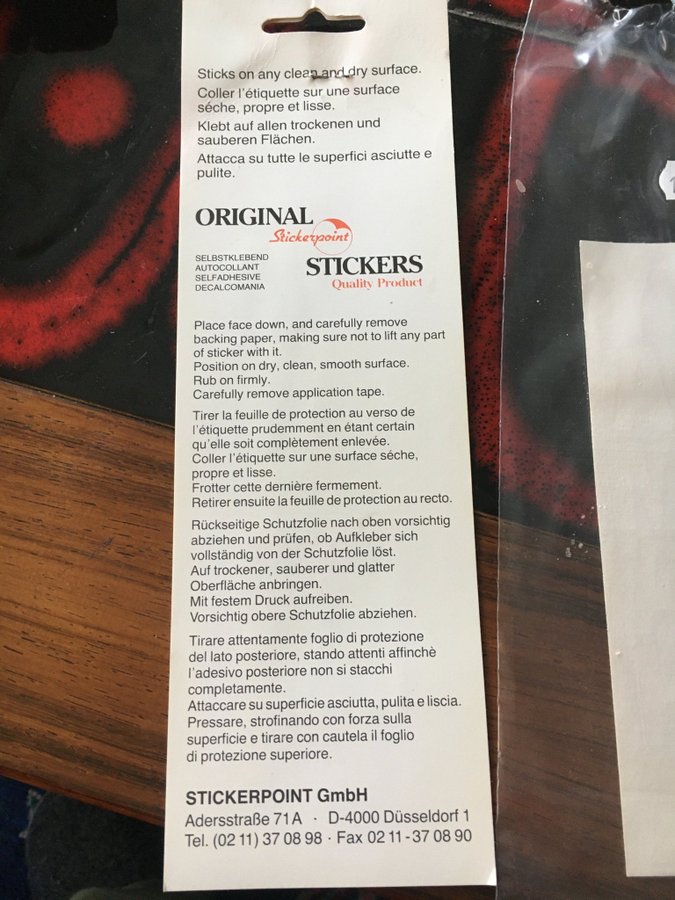 Sticks on any clean and dry surface.
Coller l'étiquette sur une surface
séche, propre et lisse.
Klebt auf allen trockenen und
sauberen Flächen.
Attacca su tutte le superfici asciutte e
pulite.
ORIGINAL
Stickerpoint
SELBSTKLEBEND
AUTOCOLLANT
SELFADHESIVE
DECALCOMANIA
STICKERS
Quality Product
Place face down, and carefully remove
backing paper, making sure not to lift any part
of sticker with it.
Position on dry, clean, smooth surface.
Rub on firmly.
Carefully remove application tape.
Tirer la feuille de protection au verso de
l'étiquette prudemment en étant certain
qu'elle soit complètement enlevée.
Coller l'étiquette sur une surface séche,
propre et lisse.
Frotter cette dernière fermement.
Retirer ensuite la feuille de protection au recto.
Rückseitige Schutzfolie nach oben vorsichtig
abziehen und prüfen, ob Aufkleber sich
vollständig von der Schutzfolie löst.
Auf trockener, sauberer und glatter
Oberfläche anbringen.
Mit festem Druck aufreiben.
Vorsichtig obere Schutzfolie abziehen.
Tirare attentamente foglio di protezione
del lato posteriore, stando attenti affinchè
l'adesivo posteriore non si stacchi
completamente.
Attaccare su superficie asciutta, pulita e liscia.
Pressare, strofinando con forza sulla
superficie e tirare con cautela il foglio
di protezione superiore.
STICKERPOINT GmbH
Adersstraße 71A · D-4000 Düsseldorf 1
Tel. (02 11) 37 08 98 · Fax 02 11-37 08 90